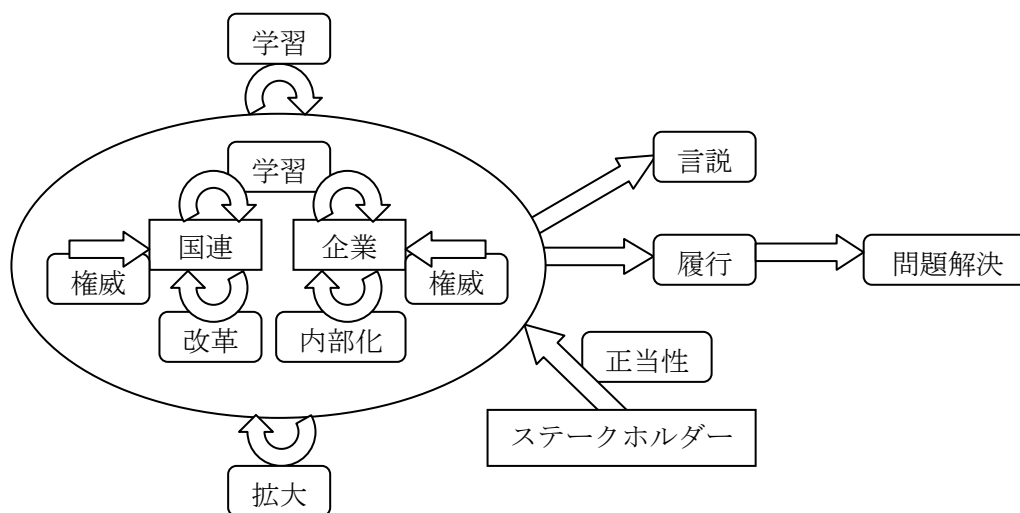 学習
学習
言説
国連
企業
権威
権威
履行
問題解決
改革
内部化
正当性
ステークホルダー
拡大